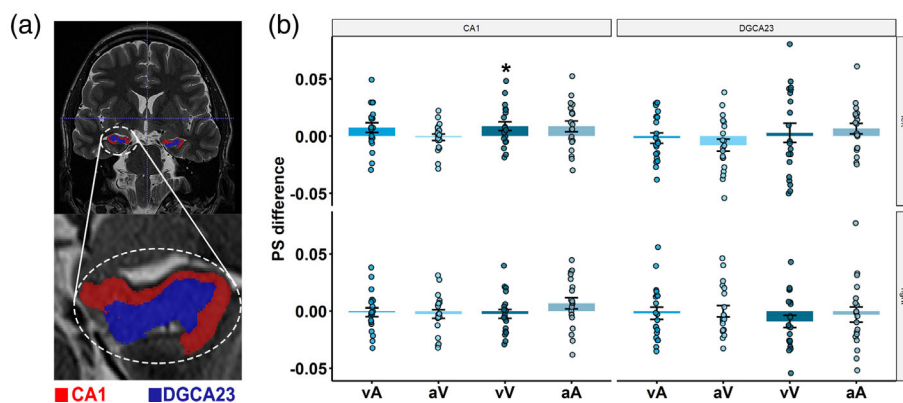 (a)
CA1 DGCA23
(b)
CA1 DGCA23
PS difference
0.05
0.00
-0.05
0.05
0.00
-0.05
*
vA aV vV aA vA aV vV aA